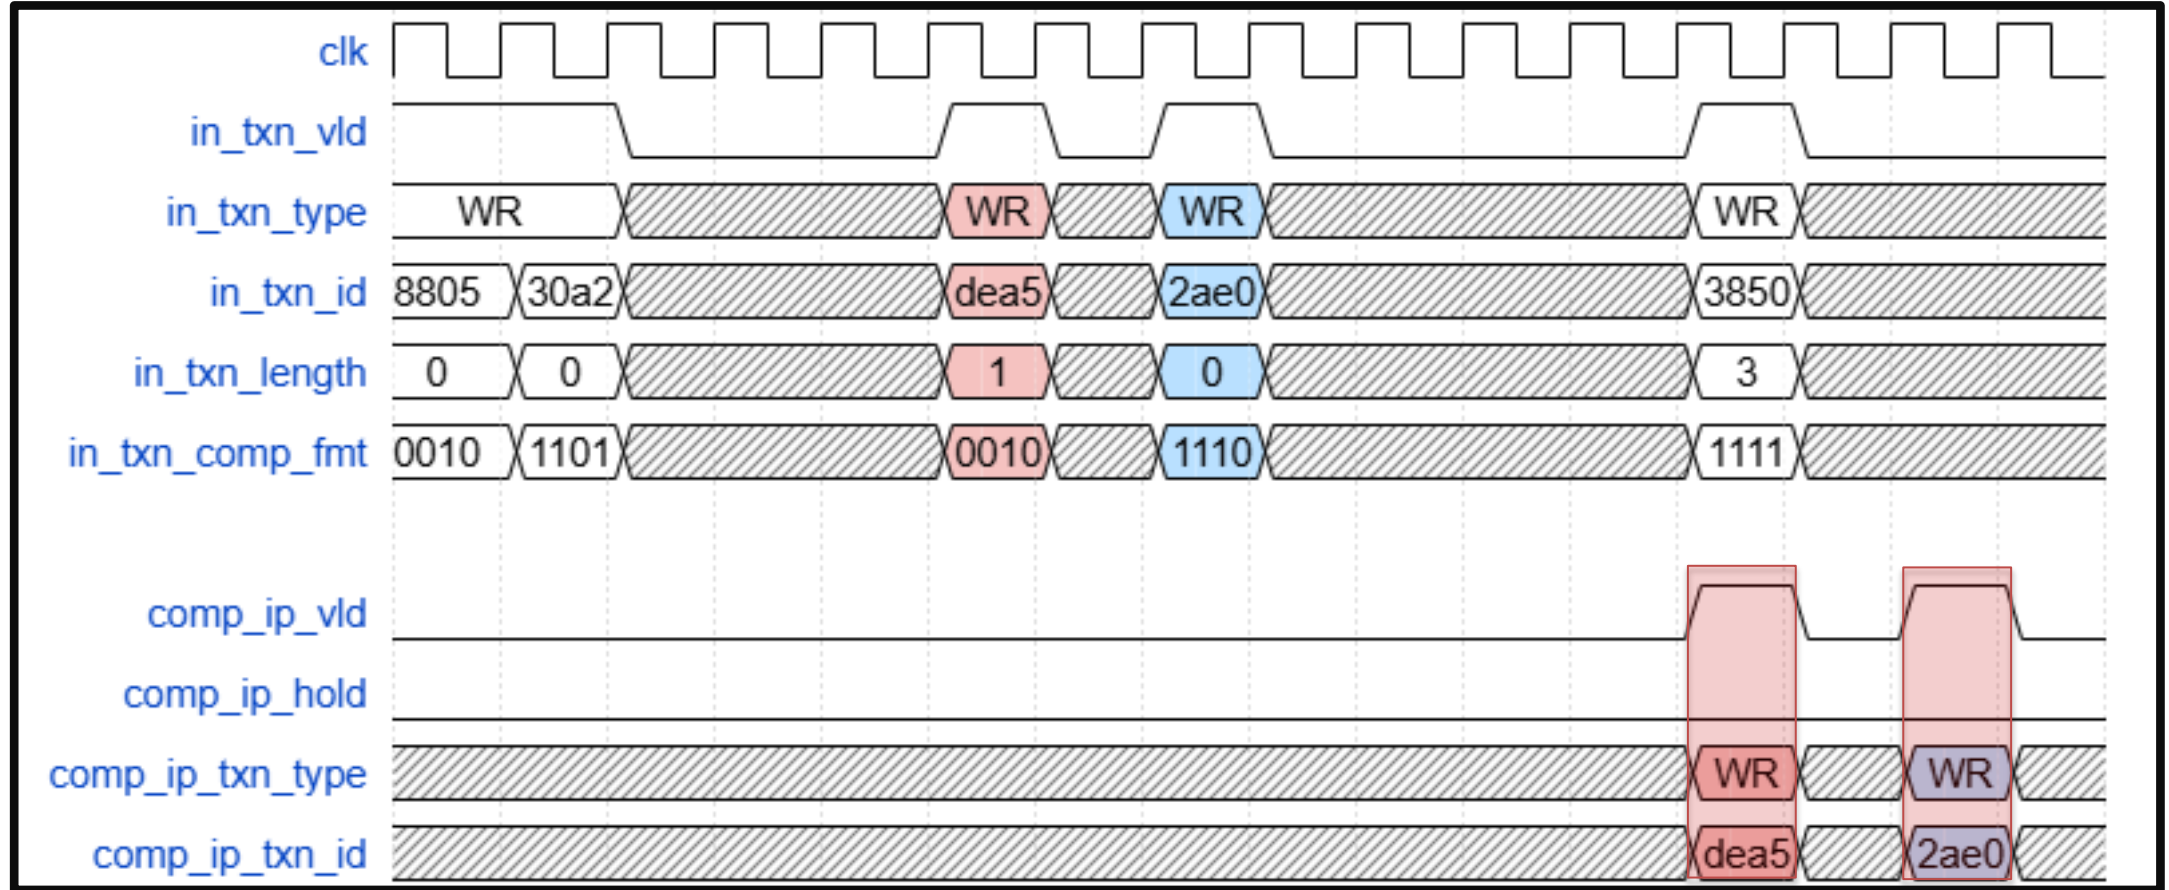 clk
in_txn_vld
in_txn_type WR WR WR WR
in_txn_id 8805 30a2 dea5 2ae0 3850
in_txn_length 0 0 1 0 3
in_txn_comp_fmt 0010 1101 0010 1110 1111
comp_ip_vld
comp_ip_hold
comp_ip_txn_type WR WR
comp_ip_txn_id dea5 2ae0